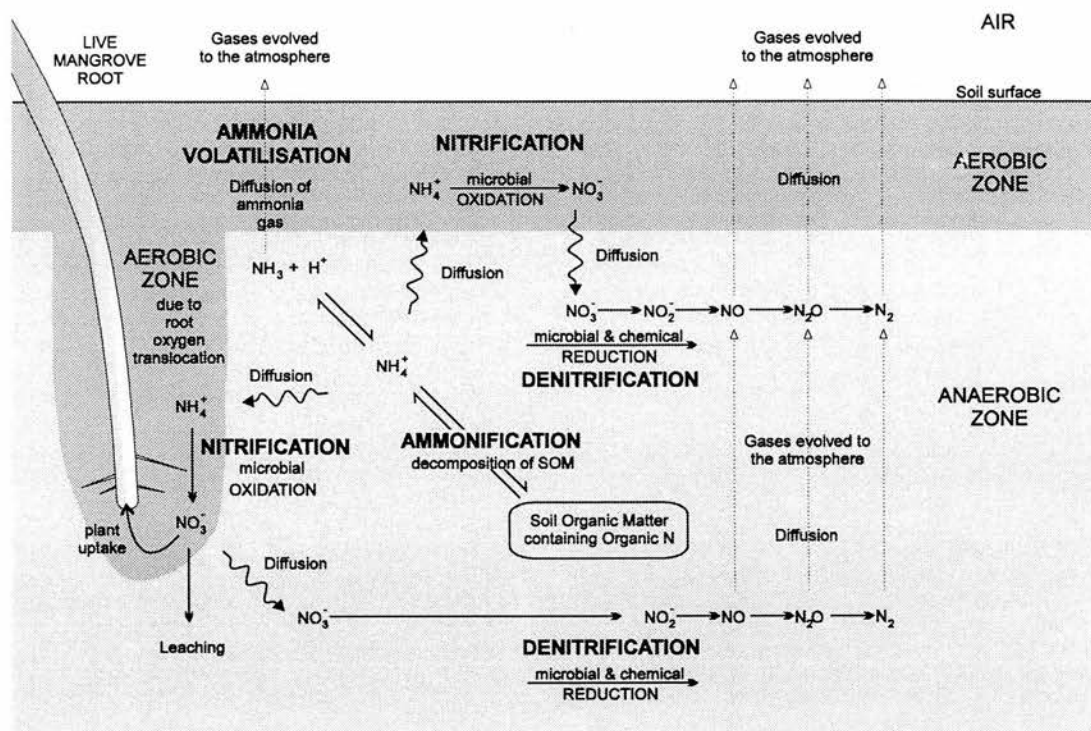 AIR
LIVE
MANGROVE
ROOT
Gases evolved
to the atmosphere
Gases evolved
to the atmosphere
Soil surface
AMMONIA
VOLATILISATION
NITRIFICATION
AEROBIC
ZONE
Diffusion of
ammonia
gas
NH₄⁺ microbial OXIDATION NO₃⁻
Diffusion
AEROBIC
ZONE
due to
root
oxygen
translocation
NH₃ + H⁺
Diffusion
Diffusion
NO₃⁻ NO₂⁻ NO N₂O N₂
microbial & chemical
REDUCTION
DENITRIFICATION
NH₄⁺
Diffusion
NH₄⁺
ANAEROBIC
ZONE
NITRIFICATION
microbial
OXIDATION
AMMONIFICATION
decomposition of SOM
Gases evolved to
the atmosphere
Soil Organic Matter
containing Organic N
Diffusion
plant
uptake
NO₃⁻
Diffusion
Leaching
NO₃⁻ NO₂⁻ NO N₂O N₂
DENITRIFICATION
microbial & chemical
REDUCTION